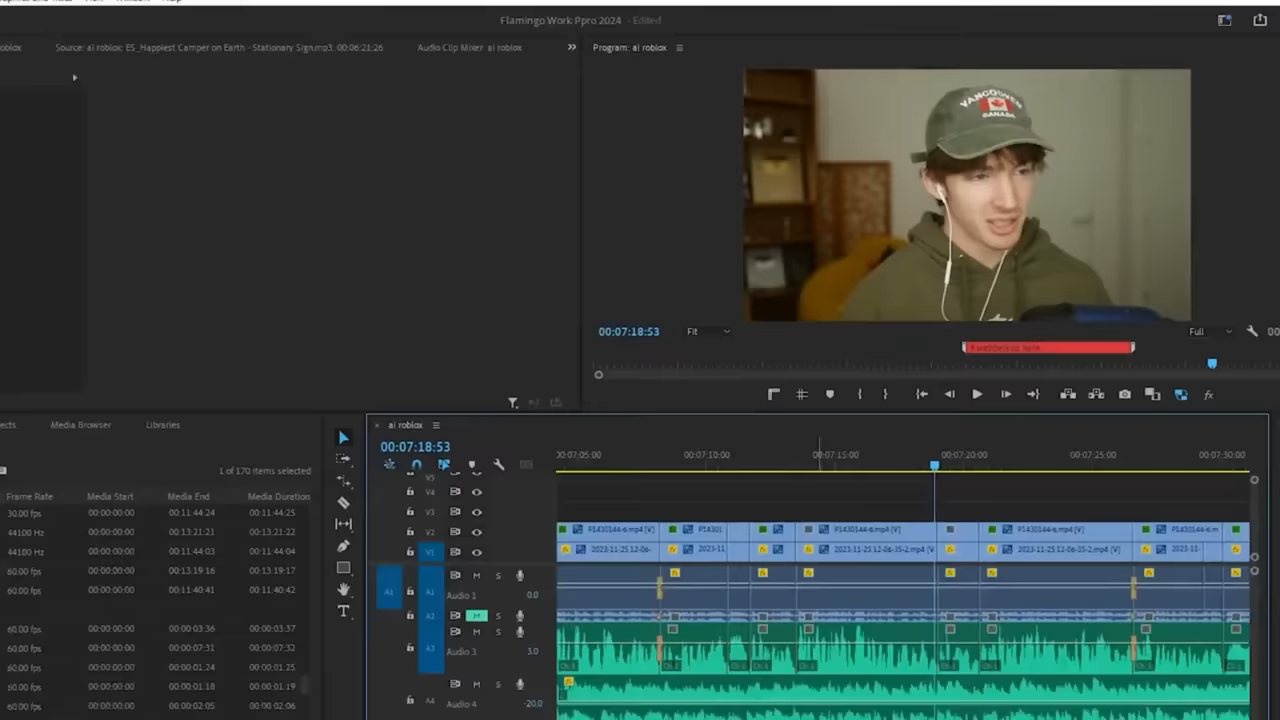 Flamingo Work Ppro 2024 - Edited
oblox
Source: ai roblox: ES_Happiest Camper on Earth - Stationary Sign.mp3: 00:06:21:26
Audio Clip Mixer: ai roblox
Program: ai roblox
VANCOUVER
CANADA
00:07:18:53
Fit
Full
00
ects
Media Browser
Libraries
1 of 170 items selected
Frame Rate Media Start Media End Media Duration
30.00 fps 00:00:00:00 00:11:44:24 00:11:44:25
44100 Hz 00:00:00:00 00:13:21:21 00:13:21:22
44100 Hz 00:00:00:00 00:11:44:03 00:11:44:04
60.00 fps 00:00:00:00 00:13:19:16 00:13:19:17
60.00 fps 00:00:00:00 00:11:40:41 00:11:40:42
60.00 fps 00:00:00:00 00:00:03:36 00:00:03:37
60.00 fps 00:00:00:00 00:00:07:31 00:00:07:32
60.00 fps 00:00:00:00 00:00:01:24 00:00:01:25
60.00 fps 00:00:00:00 00:00:01:18 00:00:01:19
60.00 fps 00:00:00:00 00:00:02:05 00:00:02:06
ai roblox
00:07:18:53
00:07:05:00 00:07:10:00 00:07:15:00 00:07:20:00 00:07:25:00 00:07:30:00
V5
V4
V3
V2 P1430144-6.mp4 [V] P14301 P1430144-6.mp4 [V] P1430144-6.mp4 [V] P1430144-6.m
V1 2023-11-25 12-06- 2023-11 2023-11-25 12-06-35-2.mp4 [V 2023-11-25 12-06-35-2.mp4 [V] 2023-11-
M S
A1 A1 Audio 1 0.0
A2 M S
M S
A3 Audio 3 3.0
M S
A4 Audio 4 -20.0